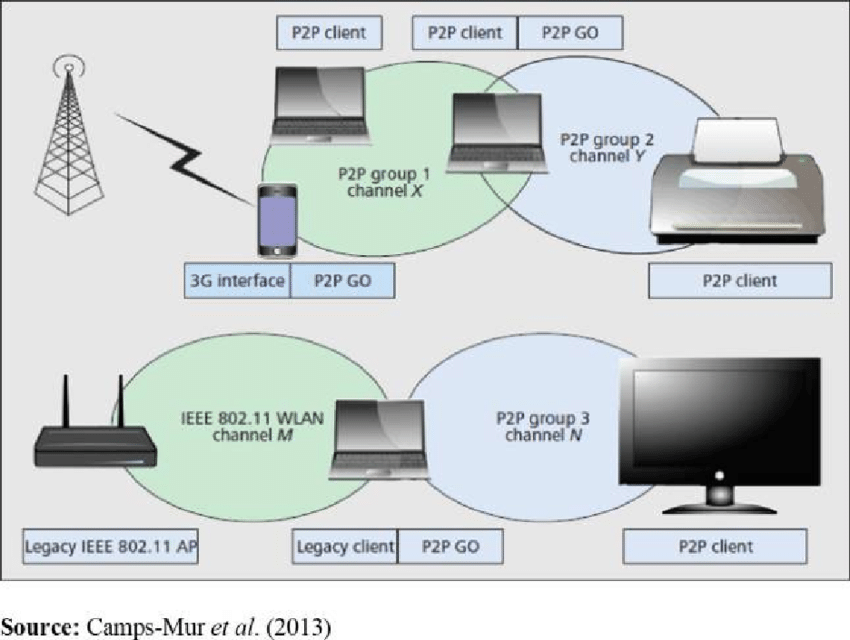 P2P client
P2P client P2P GO
P2P group 1
channel X
P2P group 2
channel Y
3G interface P2P GO
P2P client
IEEE 802.11 WLAN
channel M
P2P group 3
channel N
Legacy IEEE 802.11 AP
Legacy client P2P GO
P2P client
Source: Camps-Mur et al. (2013)